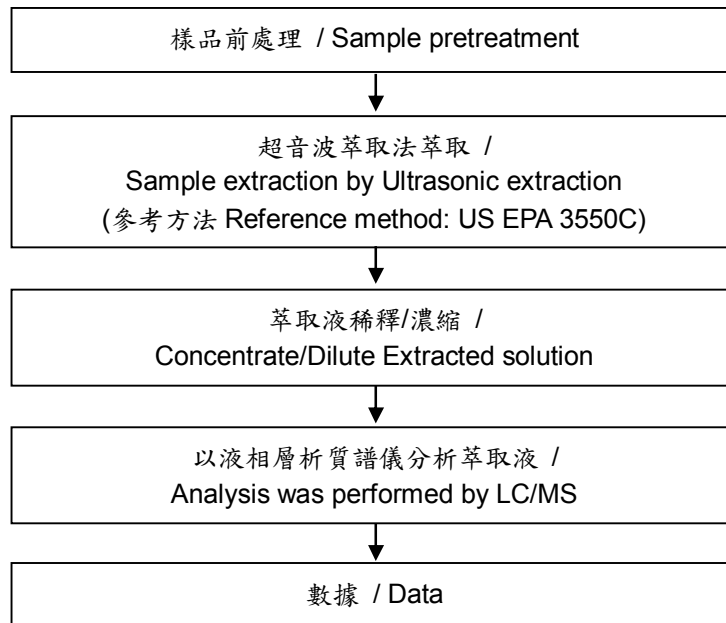 樣品前處理 / Sample pretreatment
超音波萃取法萃取 /
Sample extraction by Ultrasonic extraction
(參考方法 Reference method: US EPA 3550C)
萃取液稀釋/濃縮 /
Concentrate/Dilute Extracted solution
以液相層析質譜儀分析萃取液 /
Analysis was performed by LC/MS
數據 / Data